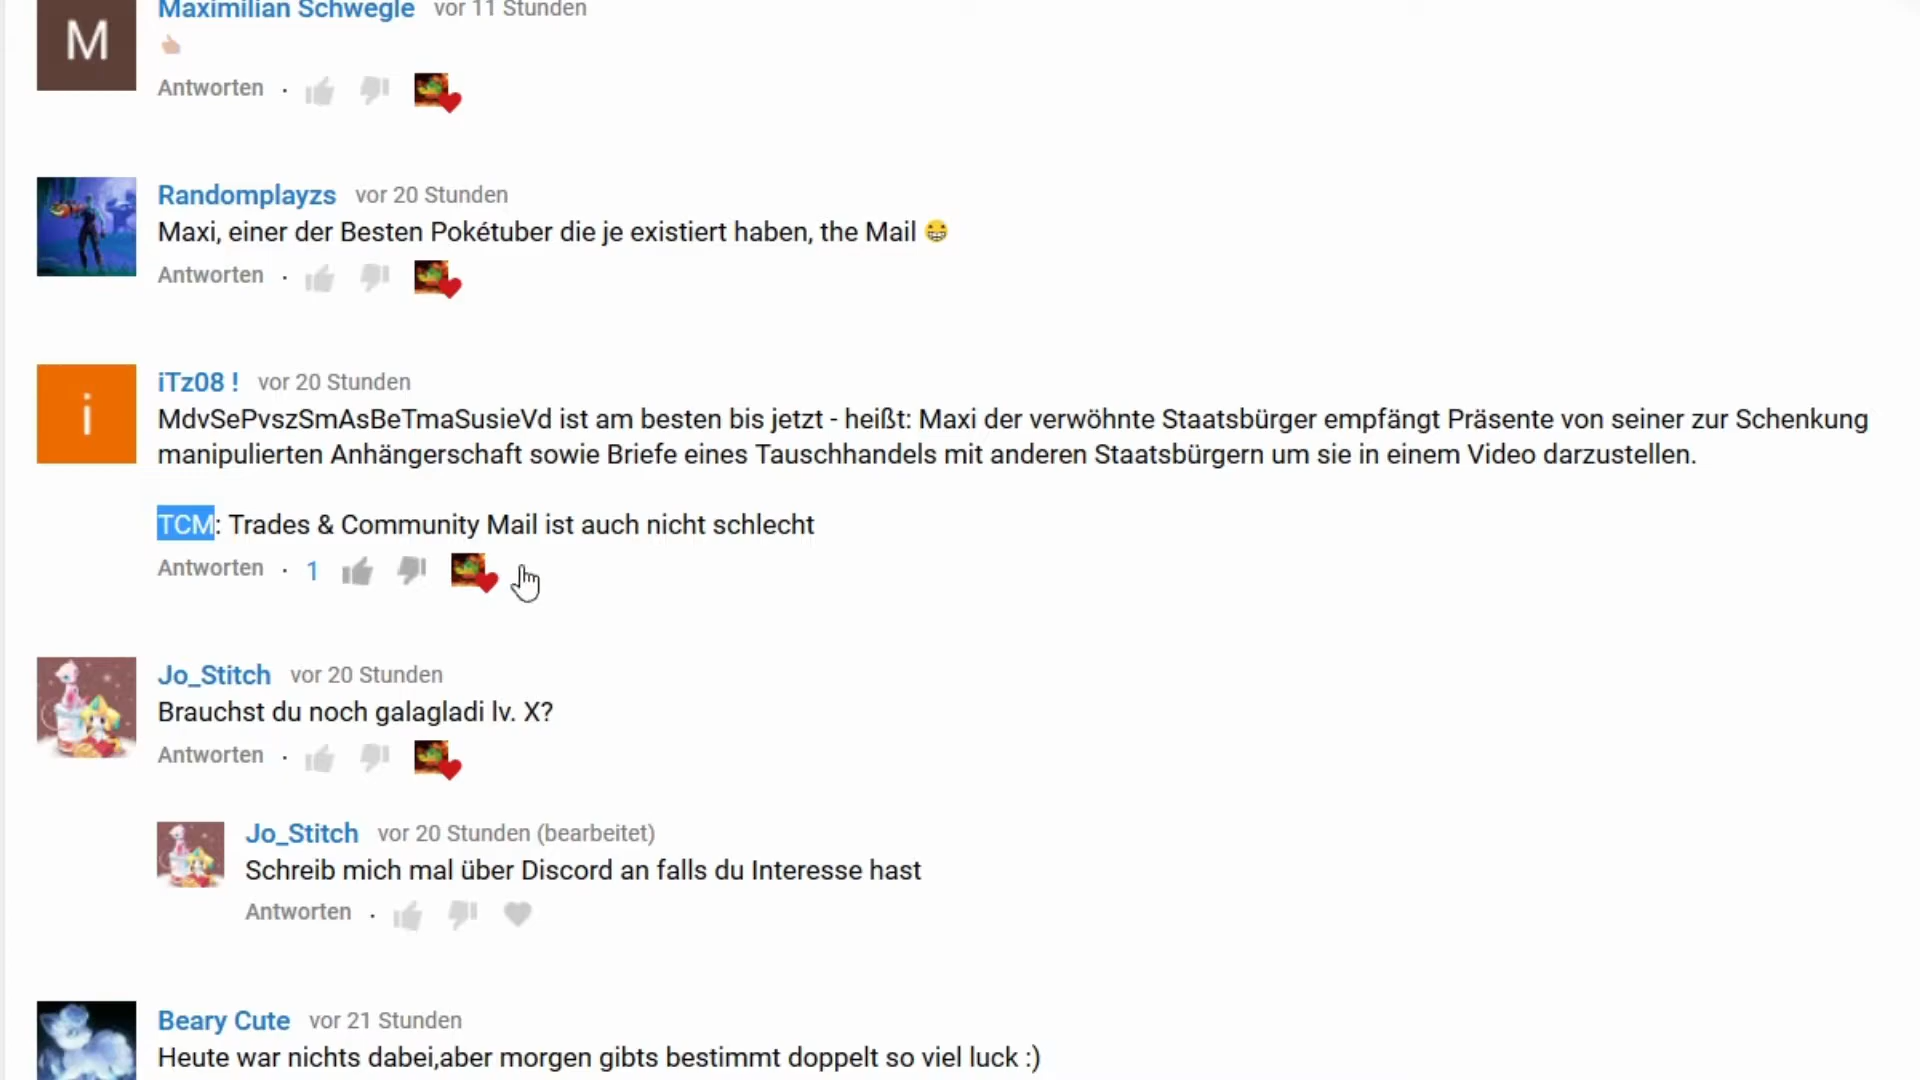 Maximilian Schwegle vor 11 Stunden
M
Antworten ·
Randomplayzs vor 20 Stunden
Maxi, einer der Besten Pokétuber die je existiert haben, the Mail 😁
Antworten ·
iTz08 ! vor 20 Stunden
i
MdvSePvszSmAsBeTmaSusieVd ist am besten bis jetzt - heißt: Maxi der verwöhnte Staatsbürger empfängt Präsente von seiner zur Schenkung
manipulierten Anhängerschaft sowie Briefe eines Tauschhandels mit anderen Staatsbürgern um sie in einem Video darzustellen.
TCM: Trades & Community Mail ist auch nicht schlecht
Antworten · 1
Jo_Stitch vor 20 Stunden
Brauchst du noch galagladi lv. X?
Antworten ·
Jo_Stitch vor 20 Stunden (bearbeitet)
Schreib mich mal über Discord an falls du Interesse hast
Antworten ·
Beary Cute vor 21 Stunden
Heute war nichts dabei,aber morgen gibts bestimmt doppelt so viel luck :)